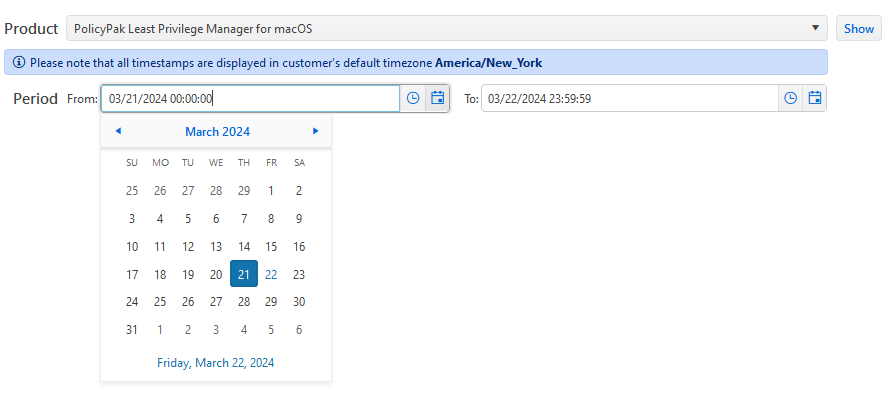 Product PolicyPak Least Privilege Manager for macOS Show
Please note that all timestamps are displayed in customer's default timezone America/New_York
Period From: 03/21/2024 00:00:00 To: 03/22/2024 23:59:59
March 2024
SU MO TU WE TH FR SA
25 26 27 28 29 1 2
3 4 5 6 7 8 9
10 11 12 13 14 15 16
17 18 19 20 21 22 23
24 25 26 27 28 29 30
31 1 2 3 4 5 6
Friday, March 22, 2024